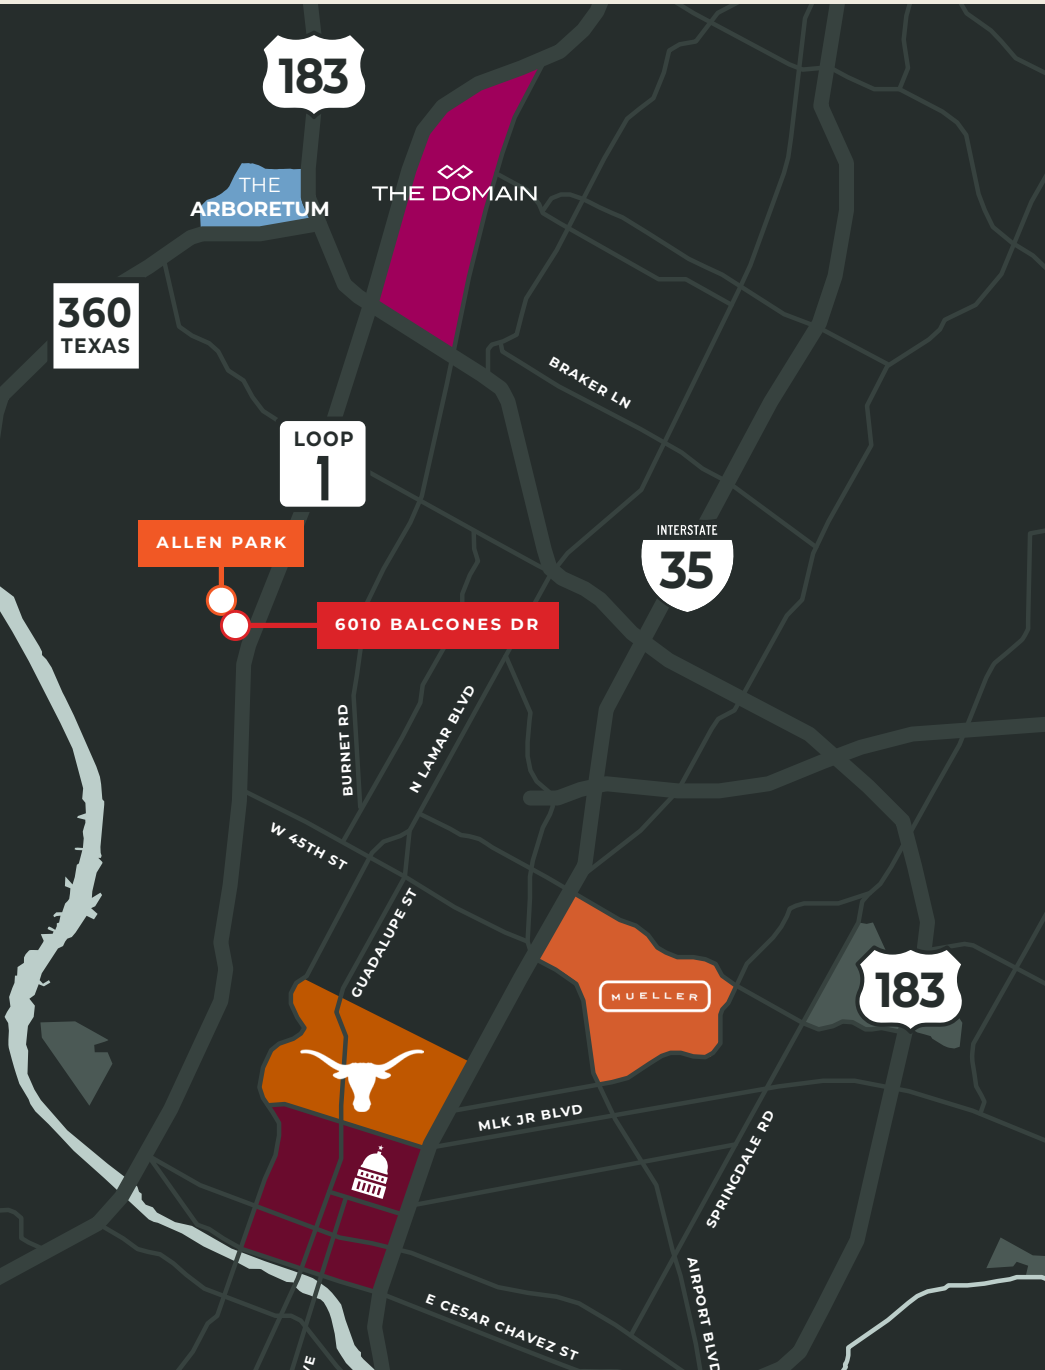 183
THE
ARBORETUM
THE DOMAIN
360
TEXAS
BRAKER LN
LOOP
1
INTERSTATE
35
ALLEN PARK
6010 BALCONES DR
BURNET RD
N LAMAR BLVD
W 45TH ST
GUADALUPE ST
MUELLER
183
MLK JR BLVD
SPRINGDALE RD
AIRPORT BLVD
E CESAR CHAVEZ ST